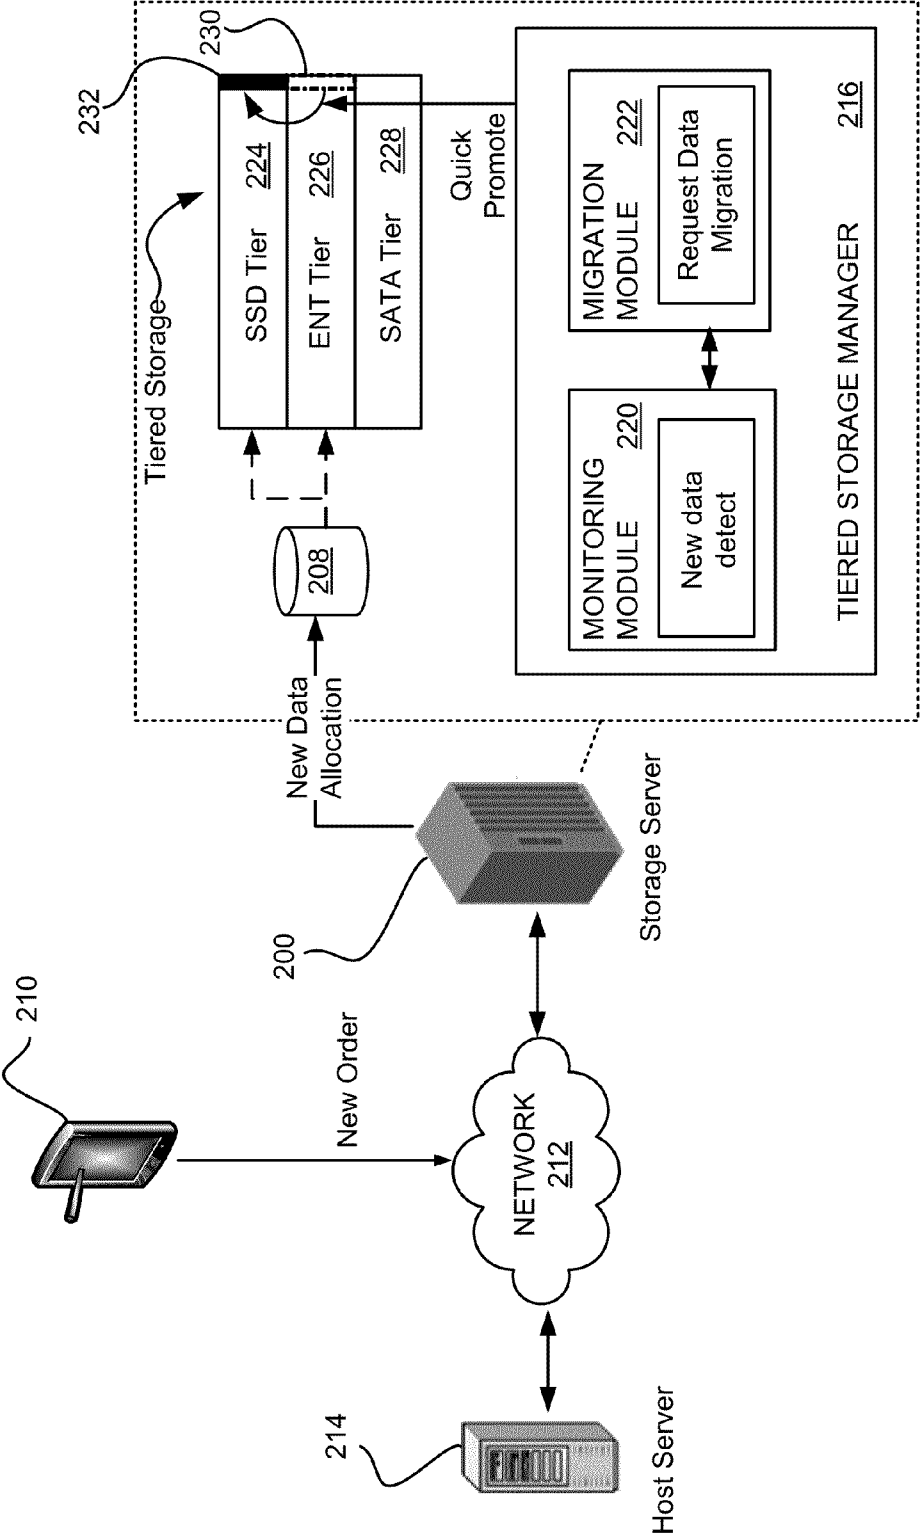 210
New Order
214
Host Server
NETWORK
212
200
Storage Server
New Data
Allocation
208
Tiered Storage
232
230
SSD Tier 224
ENT Tier 226
SATA Tier 228
Quick
Promote
MONITORING
MODULE 220
New data
detect
MIGRATION
MODULE 222
Request Data
Migration
TIERED STORAGE MANAGER 216